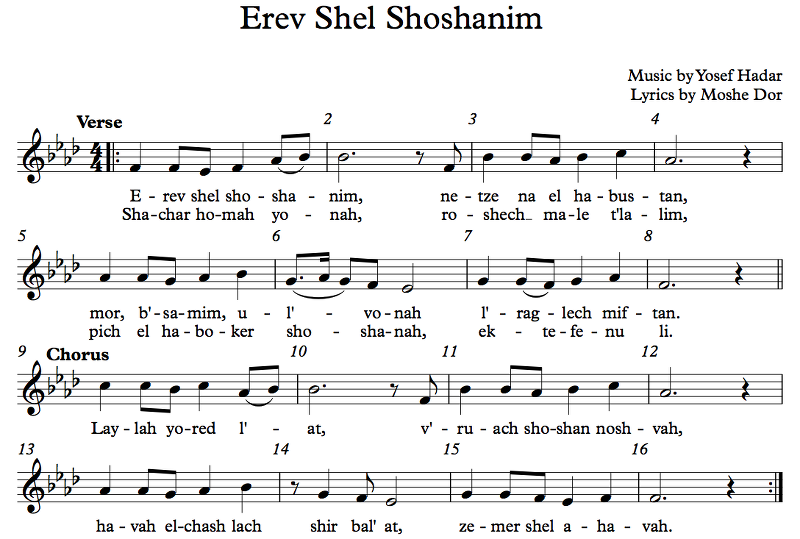 Erev Shel Shoshanim
Music by Yosef Hadar
Lyrics by Moshe Dor
Verse 2 3 4
E - rev shel sho - sha - nim, ne - tze na el ha - bus - tan,
Sha - char ho - mah yo - nah, ro - shech_ ma - le t'la - lim,
5 6 7 8
mor, b'- sa - mim, u - l' - vo - nah l' - rag - lech mif - tan.
pich el ha - bo - ker sho - sha - nah, ek - te - fe - nu li.
9 Chorus 10 11 12
Lay - lah yo - red l' - at, v' - ru - ach sho - shan nosh - vah,
13 14 15 16
ha - vah el - chash lach shir bal' at, ze - mer shel a - ha - vah.